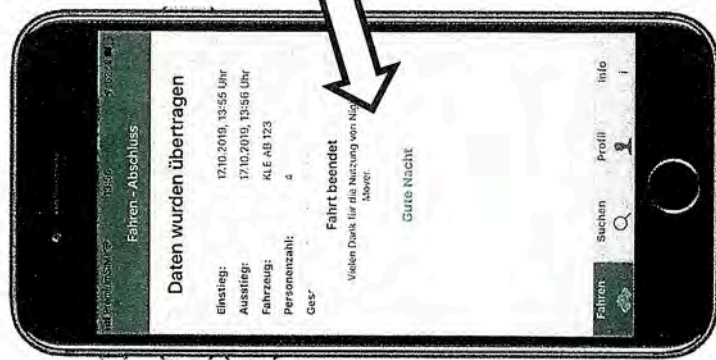 13:56
Fahren - Abschluss
Daten wurden übertragen
Einstieg: 17.10.2019, 13:55 Uhr
Ausstieg: 17.10.2019, 13:56 Uhr
Fahrzeug: KLE AB 123
Personenzahl: 4
Fahrt beendet
Vielen Dank für die Nutzung von
Mover.
Gute Nacht
Fahren Suchen Profil Info